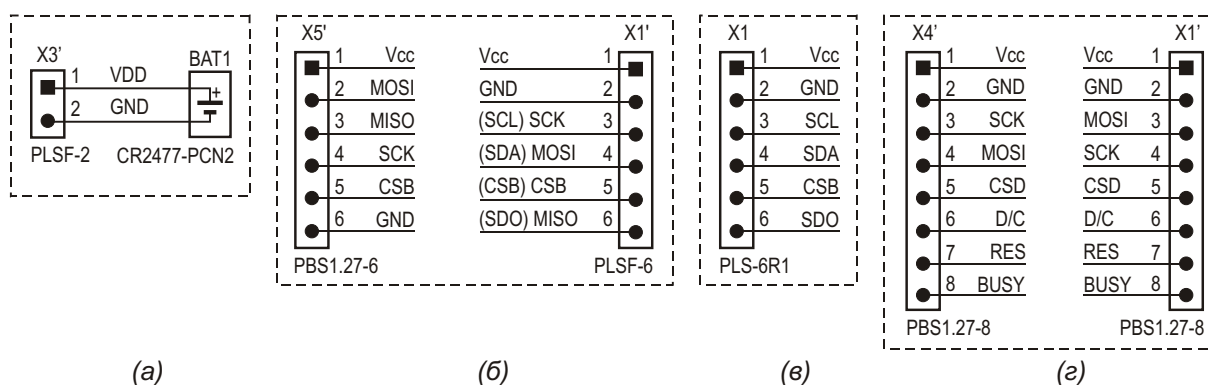 X3'
BAT1
1 VDD
+
2 GND
PLSF-2
CR2477-PCN2
(а)
X5'
1 Vcc
2 MOSI
3 MISO
4 SCK
5 CSB
6 GND
PBS1.27-6
X1'
Vcc 1
GND 2
(SCL) SCK 3
(SDA) MOSI 4
(CSB) CSB 5
(SDO) MISO 6
PLSF-6
(б)
X1
1 Vcc
2 GND
3 SCL
4 SDA
5 CSB
6 SDO
PLS-6R1
(в)
X4'
1 Vcc
2 GND
3 SCK
4 MOSI
5 CSD
6 D/C
7 RES
8 BUSY
PBS1.27-8
X1'
Vcc 1
GND 2
MOSI 3
SCK 4
CSD 5
D/C 6
RES 7
BUSY 8
PBS1.27-8
(г)